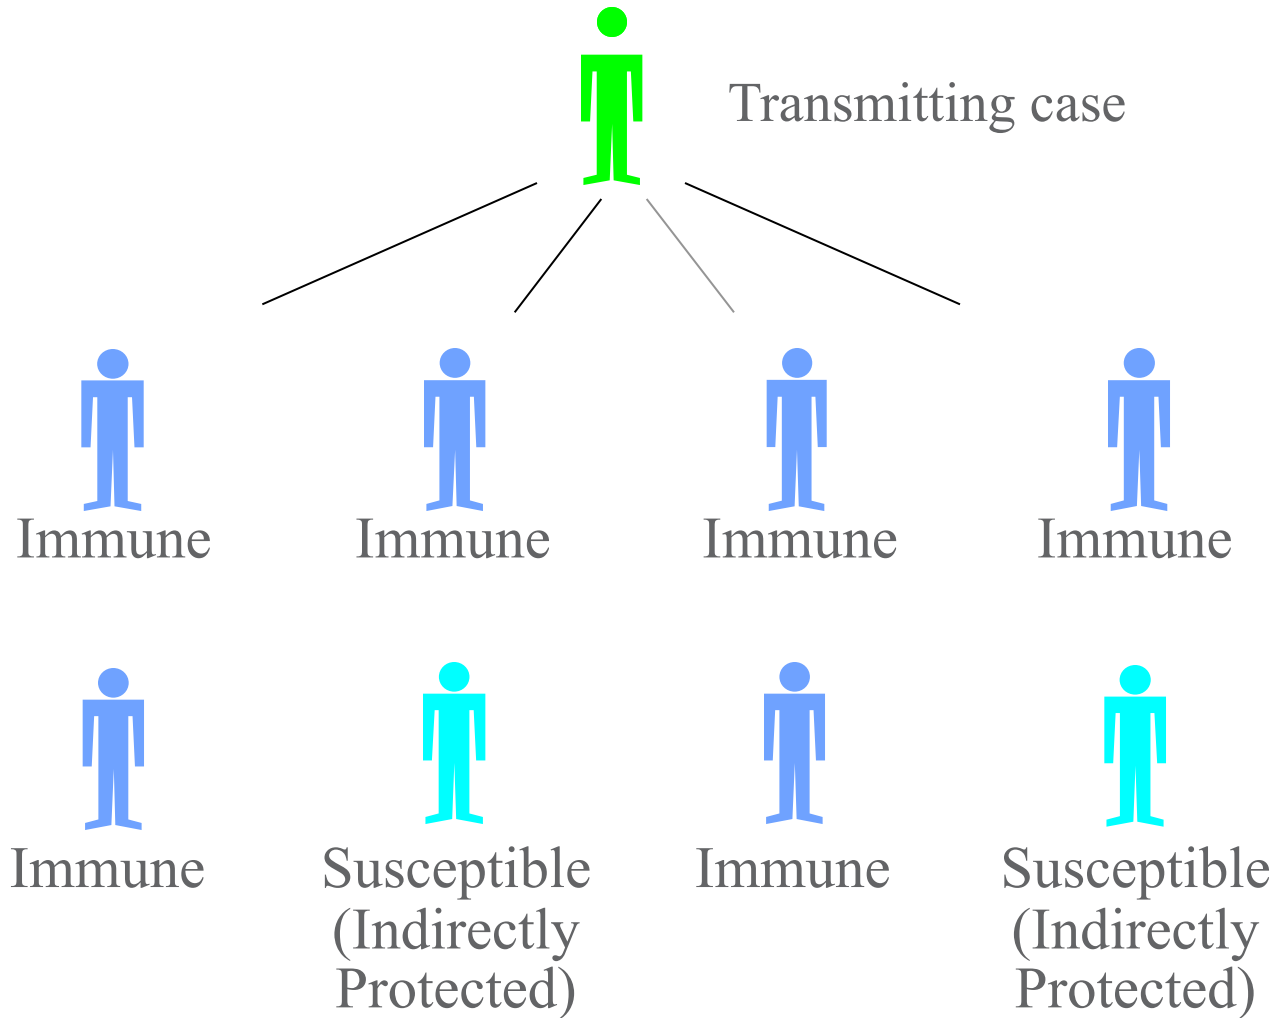 Transmitting case
Immune
Immune
Immune
Immune
Immune
Susceptible
(Indirectly
Protected)
Immune
Susceptible
(Indirectly
Protected)